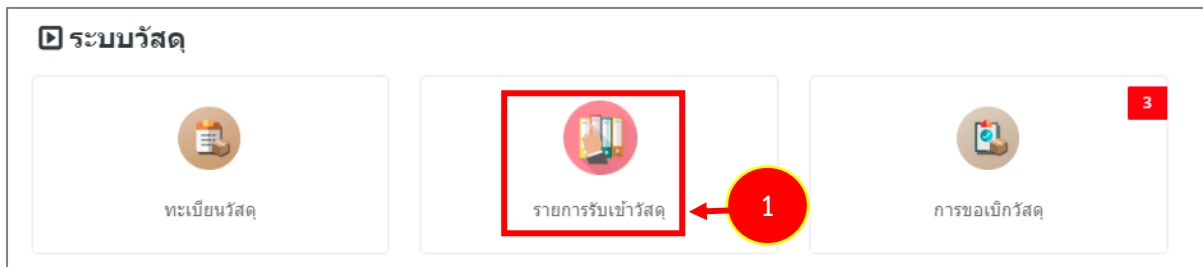 ระบบวัสดุ
3
ทะเบียนวัสดุ
รายการรับเข้าวัสดุ
1
การขอเบิกวัสดุ